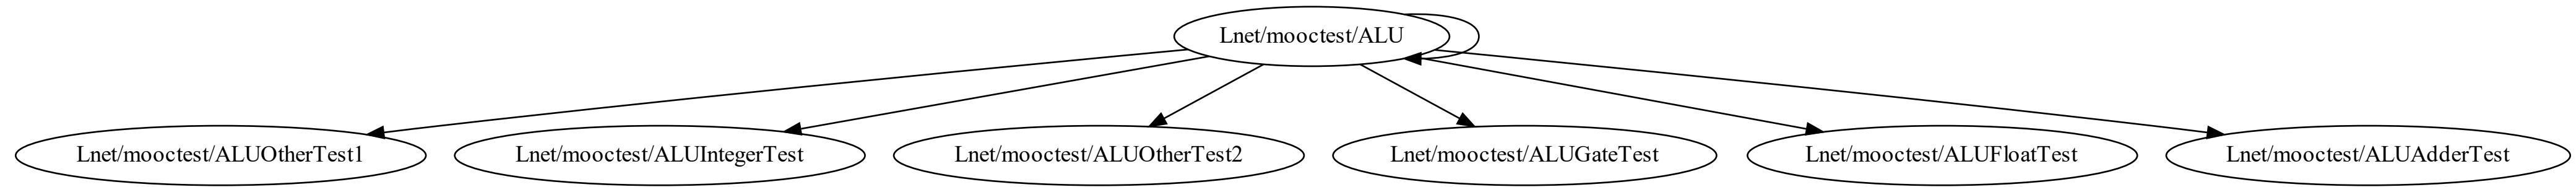 Lnet/mooctest/ALU
Lnet/mooctest/ALUOtherTest1
Lnet/mooctest/ALUIntegerTest
Lnet/mooctest/ALUOtherTest2
Lnet/mooctest/ALUGateTest
Lnet/mooctest/ALUFloatTest
Lnet/mooctest/ALUAdderTest